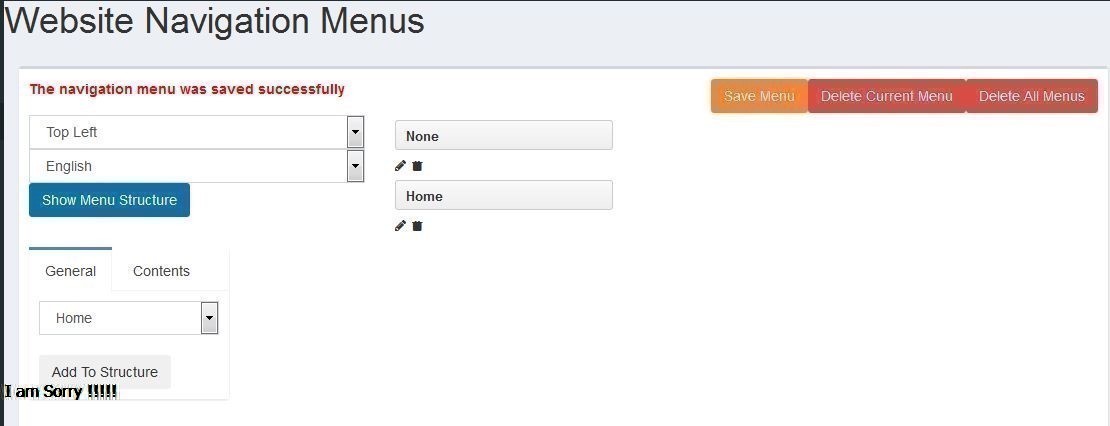 Website Navigation Menus
The navigation menu was saved successfully
Save Menu Delete Current Menu Delete All Menus
Top Left
English
Show Menu Structure
None
Home
General Contents
Home
Add To Structure
I am Sorry !!!!!